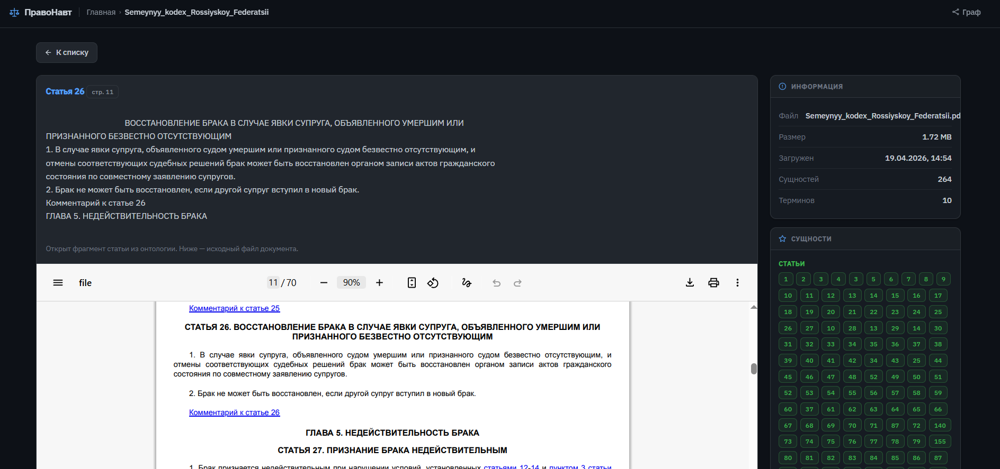 ПравоНавт
Главная › Semeynyy_kodex_Rossiyskoy_Federatsii
Граф
← К списку
Статья 26 стр. 11
ВОССТАНОВЛЕНИЕ БРАКА В СЛУЧАЕ ЯВКИ СУПРУГА, ОБЪЯВЛЕННОГО УМЕРШИМ ИЛИ
ПРИЗНАННОГО БЕЗВЕСТНО ОТСУТСТВУЮЩИМ
1. В случае явки супруга, объявленного судом умершим или признанного судом безвестно отсутствующим, и
отмены соответствующих судебных решений брак может быть восстановлен органом записи актов гражданского
состояния по совместному заявлению супругов.
2. Брак не может быть восстановлен, если другой супруг вступил в новый брак.
Комментарий к статье 26
ГЛАВА 5. НЕДЕЙСТВИТЕЛЬНОСТЬ БРАКА
Открыт фрагмент статьи из онтологии. Ниже — исходный файл документа.
file
11 / 70
90%
Комментарий к статье 25
СТАТЬЯ 26. ВОССТАНОВЛЕНИЕ БРАКА В СЛУЧАЕ ЯВКИ СУПРУГА, ОБЪЯВЛЕННОГО УМЕРШИМ ИЛИ
ПРИЗНАННОГО БЕЗВЕСТНО ОТСУТСТВУЮЩИМ
1. В случае явки супруга, объявленного судом умершим или признанного судом безвестно отсутствующим, и
отмены соответствующих судебных решений брак может быть восстановлен органом записи актов гражданского
состояния по совместному заявлению супругов.
2. Брак не может быть восстановлен, если другой супруг вступил в новый брак.
Комментарий к статье 26
ГЛАВА 5. НЕДЕЙСТВИТЕЛЬНОСТЬ БРАКА
СТАТЬЯ 27. ПРИЗНАНИЕ БРАКА НЕДЕЙСТВИТЕЛЬНЫМ
1. Брак признается недействительным при нарушении условий, установленных статьями 12-14 и пунктом 3 статьи
ИНФОРМАЦИЯ
Файл Semeynyy_kodex_Rossiyskoy_Federatsii.pd
Размер 1.72 MB
Загружен 19.04.2026, 14:54
Сущностей 264
Терминов 10
СУЩНОСТИ
СТАТЬИ
1 2 3 4 3 5 6 7 8 9
10 11 12 13 14 15 16 17
18 19 20 21 22 23 24 25
26 27 10 28 13 29 14 30
31 32 33 34 35 36 37 38
39 40 41 42 34 43 25 44
45 46 47 48 52 49 50 51
52 53 54 55 56 57 58 59
60 37 61 62 63 64 65 66
67 68 69 70 71 87 72 140
73 74 75 76 77 78 79 155
80 81 82 83 84 85 86 87